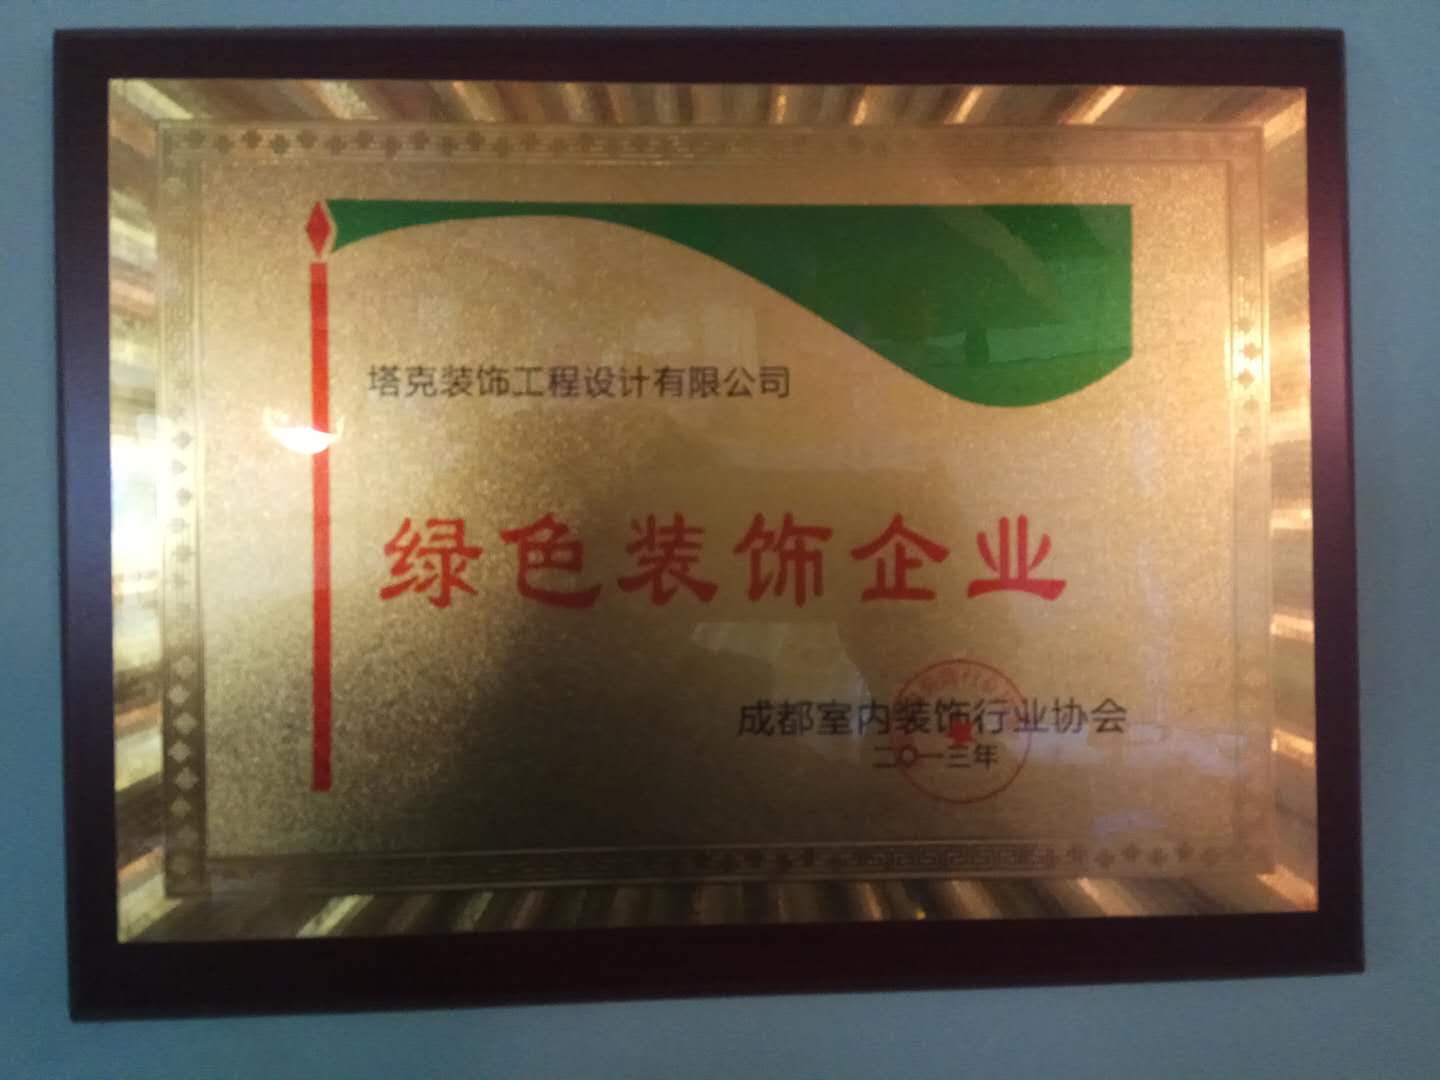 塔克装饰工程设计有限公司
绿色装饰企业
成都室内装饰行业协会
二〇一三年